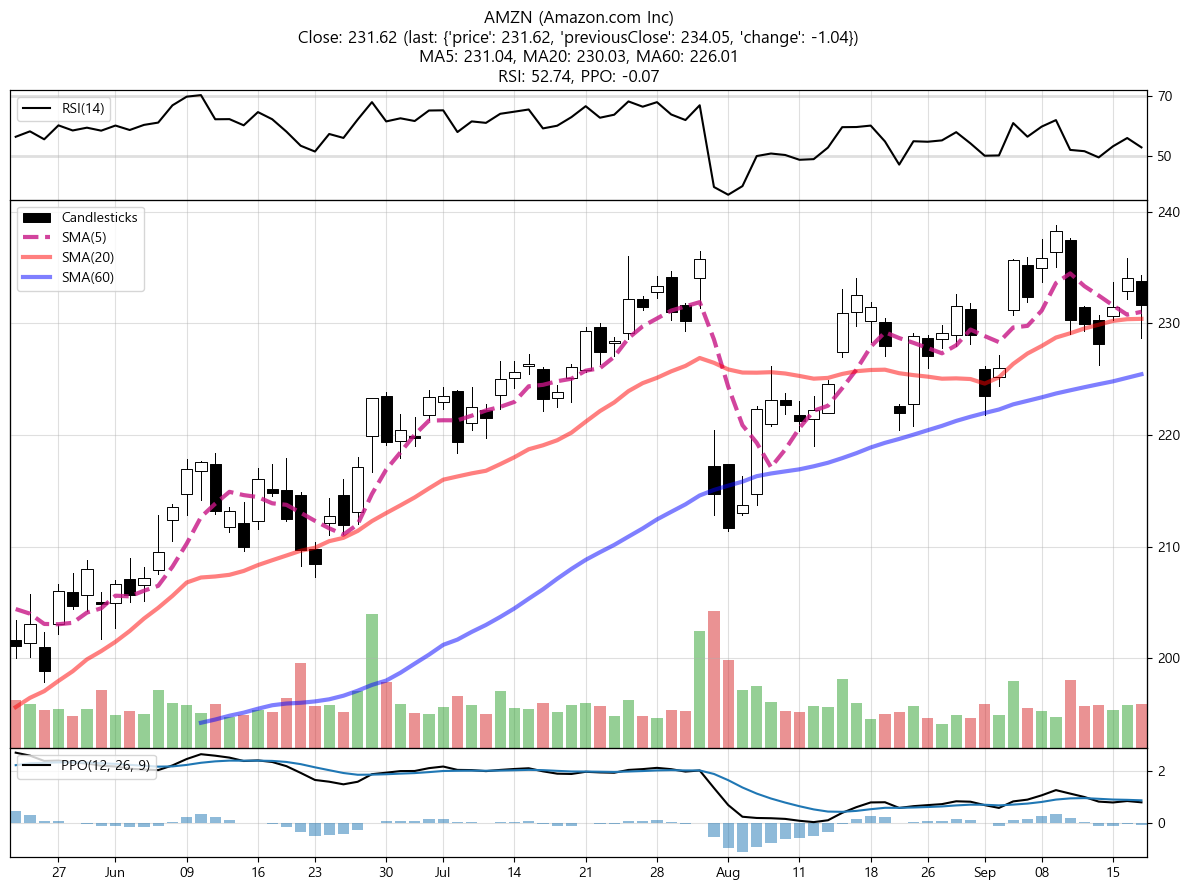 AMZN (Amazon.com Inc)
Close: 231.62 (last: {'price': 231.62, 'previousClose': 234.05, 'change': -1.04})
MA5: 231.04, MA20: 230.03, MA60: 226.01
RSI: 52.74, PPO: -0.07
RSI(14)
70
50
Candlesticks
SMA(5)
SMA(20)
SMA(60)
240
230
220
210
200
PPO(12, 26, 9)
2
0
27 Jun 09 16 23 30 Jul 14 21 28 Aug 11 18 26 Sep 08 15